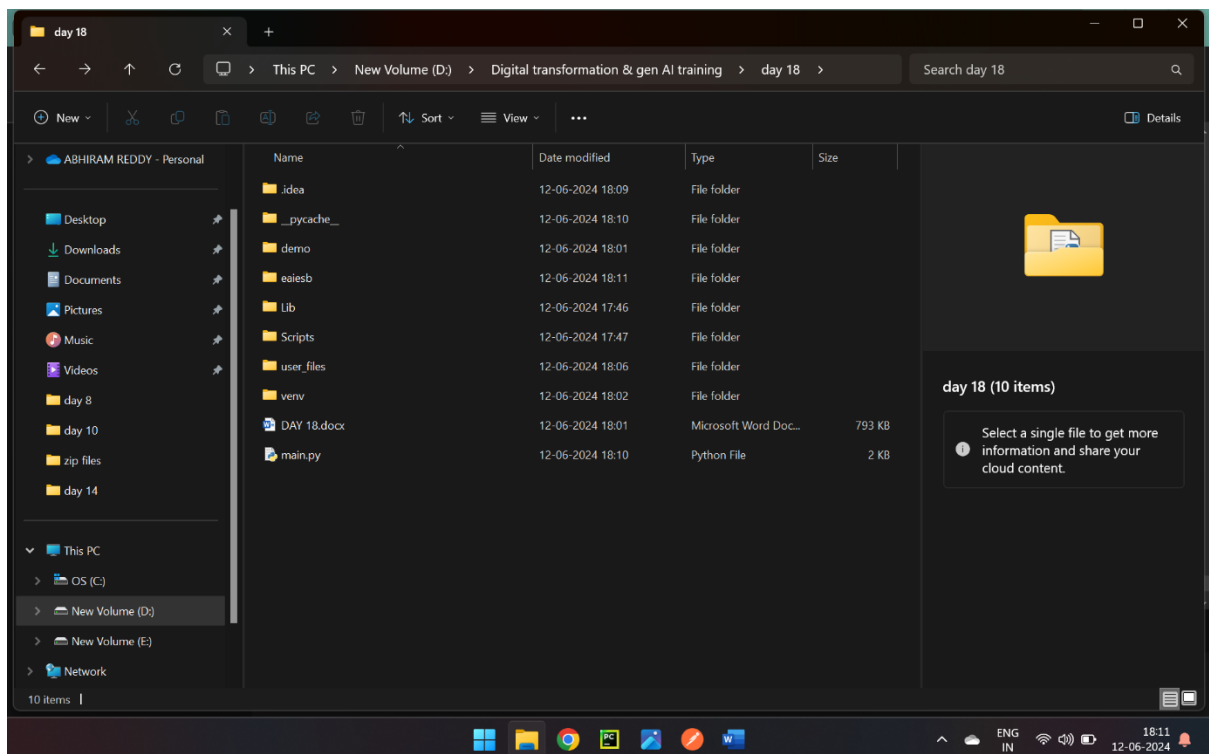 day 18
This PC > New Volume (D:) > Digital transformation & gen AI training > day 18 >
Search day 18
New
Sort
View
Details
ABHIRAM REDDY - Personal
Desktop
Downloads
Documents
Pictures
Music
Videos
day 8
day 10
zip files
day 14
This PC
OS (C:)
New Volume (D:)
New Volume (E:)
Network
Name Date modified Type Size
.idea 12-06-2024 18:09 File folder
__pycache__ 12-06-2024 18:10 File folder
demo 12-06-2024 18:01 File folder
eaiesb 12-06-2024 18:11 File folder
Lib 12-06-2024 17:46 File folder
Scripts 12-06-2024 17:47 File folder
user_files 12-06-2024 18:06 File folder
venv 12-06-2024 18:02 File folder
DAY 18.docx 12-06-2024 18:01 Microsoft Word Doc... 793 KB
main.py 12-06-2024 18:10 Python File 2 KB
day 18 (10 items)
Select a single file to get more
information and share your
cloud content.
10 items
PC
W
ENG
IN
18:11
12-06-2024